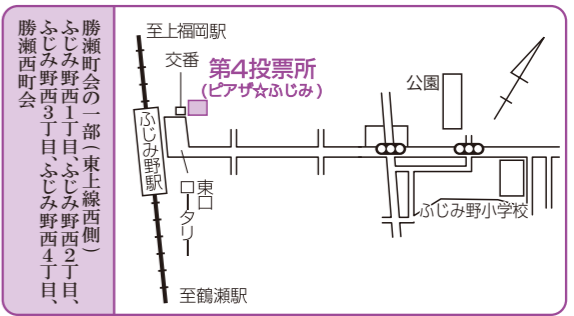 勝瀬町会の一部(東上線西側)
ふじみ野西1丁目、ふじみ野西2丁目、
ふじみ野西3丁目、ふじみ野西4丁目、
勝瀬西町会
至上福岡駅
交番
第4投票所
(ピアザ☆ふじみ)
公園
ふじみ野駅
東口
ロータリー
ふじみ野小学校
至鶴瀬駅